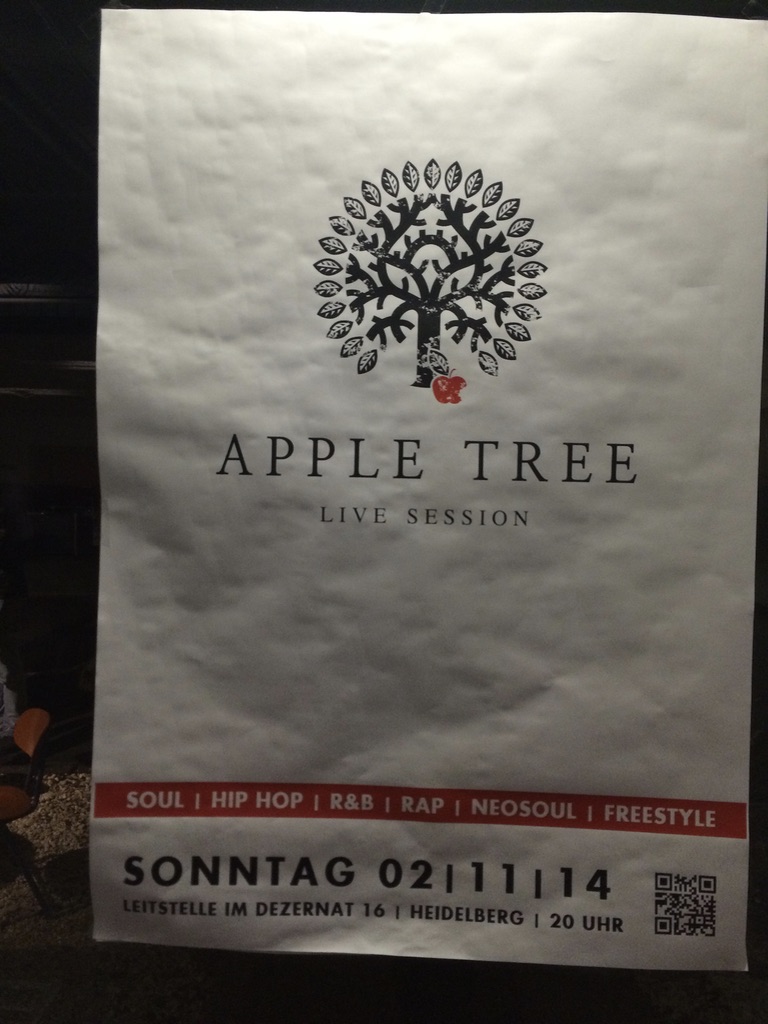 APPLE TREE
LIVE SESSION
SOUL | HIP HOP | R&B | RAP | NEOSOUL | FREESTYLE
SONNTAG 02|11|14
LEITSTELLE IM DEZERNAT 16 | HEIDELBERG | 20 UHR